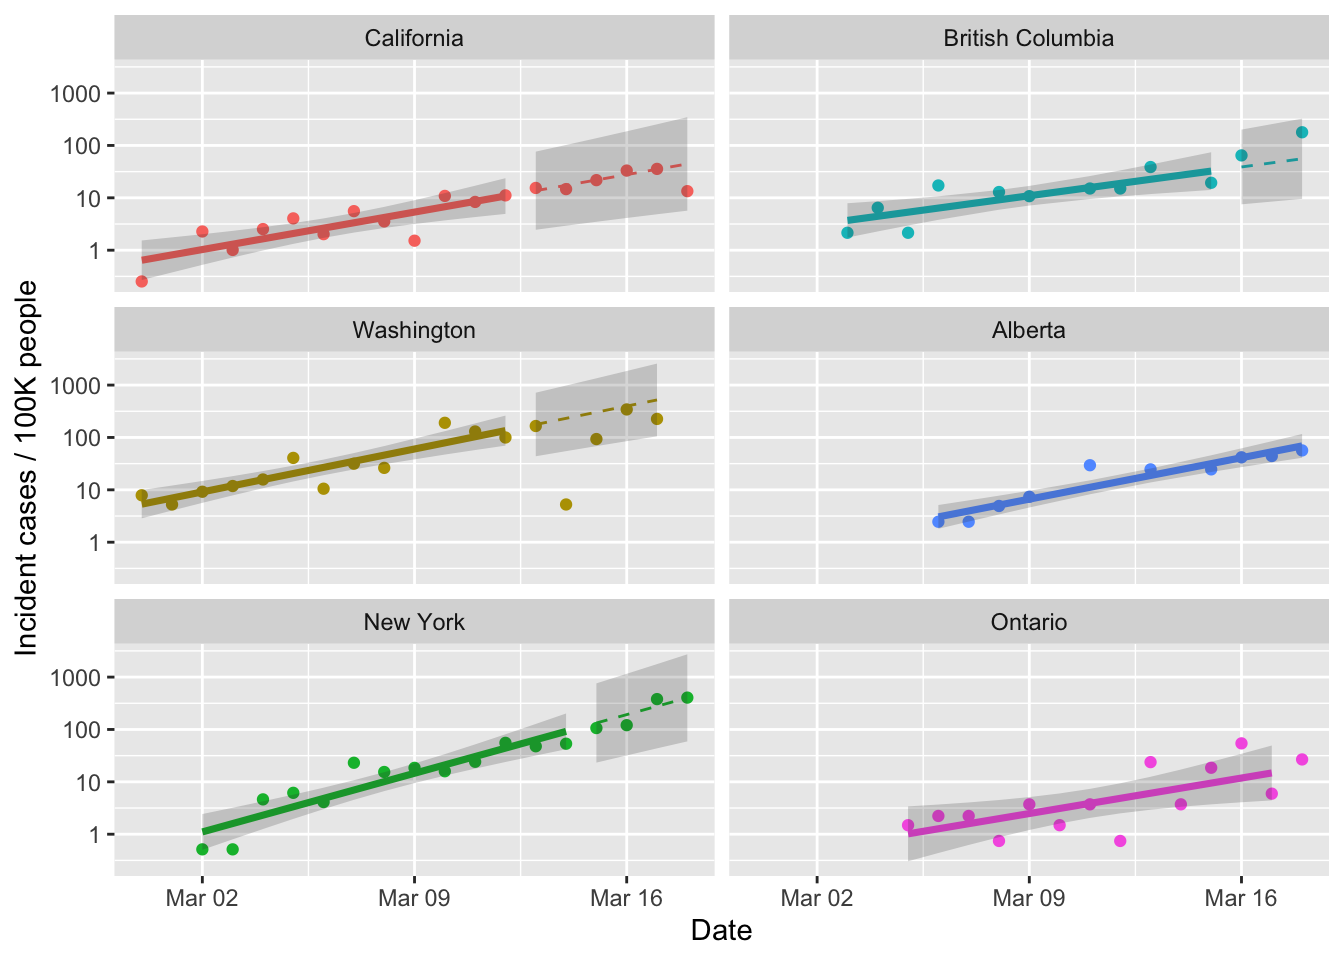 California
British Columbia
1000
100
10
1
Washington
Alberta
1000
100
10
1
New York
Ontario
1000
100
10
1
Mar 02
Mar 09
Mar 16
Mar 02
Mar 09
Mar 16
Date
Incident cases / 100K people